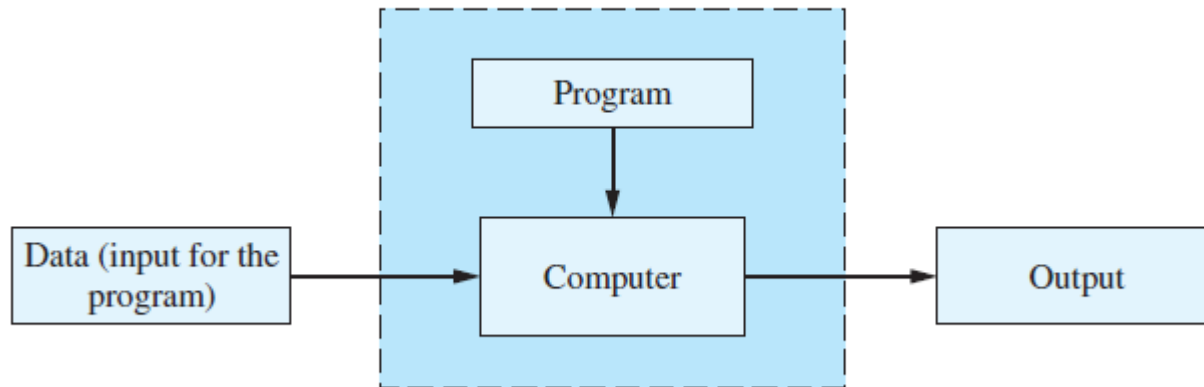 Program
Data (input for the
program)
Computer
Output